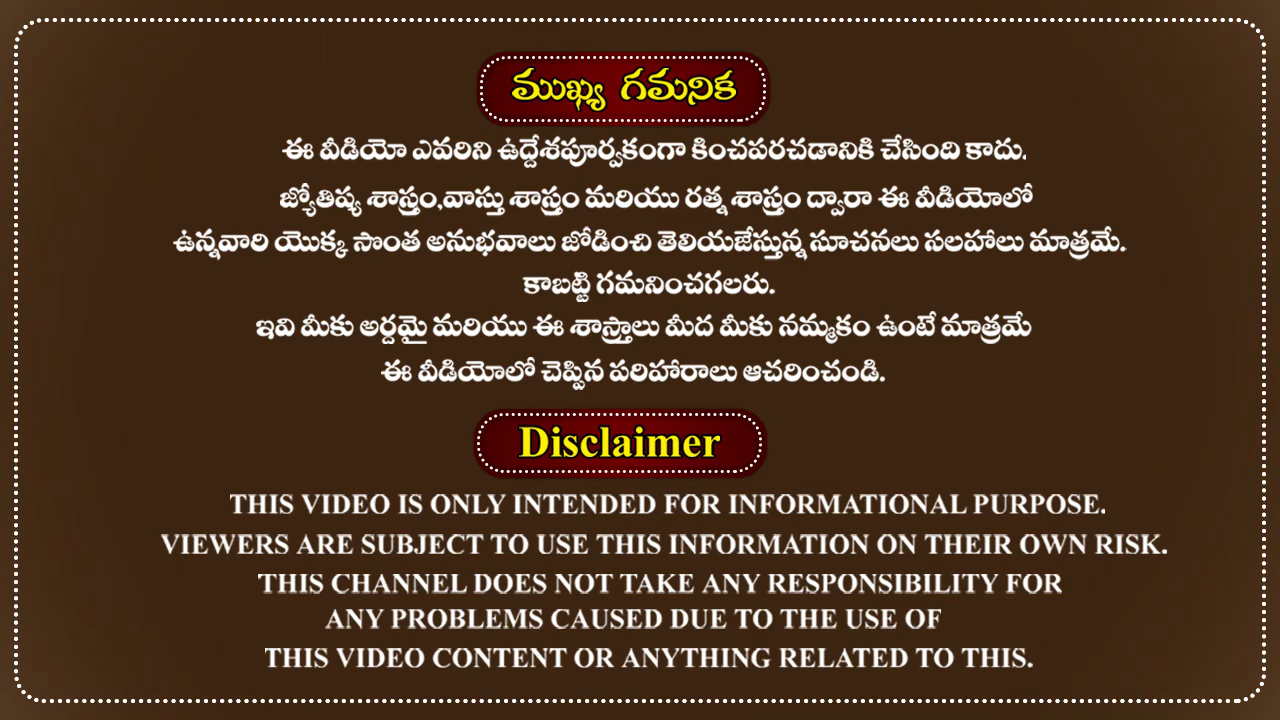 ముఖ్య గమనిక
ఈ వీడియో ఎవరిని ఉద్దేశపూర్వకంగా కించపరచడానికి చేసింది కాదు.
జ్యోతిష్య శాస్త్రం,వాస్తు శాస్త్రం మరియు రత్న శాస్త్రం ద్వారా ఈ వీడియోలో
ఉన్నవారి యొక్క సొంత అనుభవాలు జోడించి తెలియజేస్తున్న సూచనలు సలహాలు మాత్రమే.
కాబట్టి గమనించగలరు.
ఇవి మీకు అర్దమై మరియు ఈ శాస్త్రాలు మీద మీకు నమ్మకం ఉంటే మాత్రమే
ఈ వీడియోలో చెప్పిన పరిహారాలు ఆచరించండి.
Disclaimer
THIS VIDEO IS ONLY INTENDED FOR INFORMATIONAL PURPOSE.
VIEWERS ARE SUBJECT TO USE THIS INFORMATION ON THEIR OWN RISK.
THIS CHANNEL DOES NOT TAKE ANY RESPONSIBILITY FOR
ANY PROBLEMS CAUSED DUE TO THE USE OF
THIS VIDEO CONTENT OR ANYTHING RELATED TO THIS.